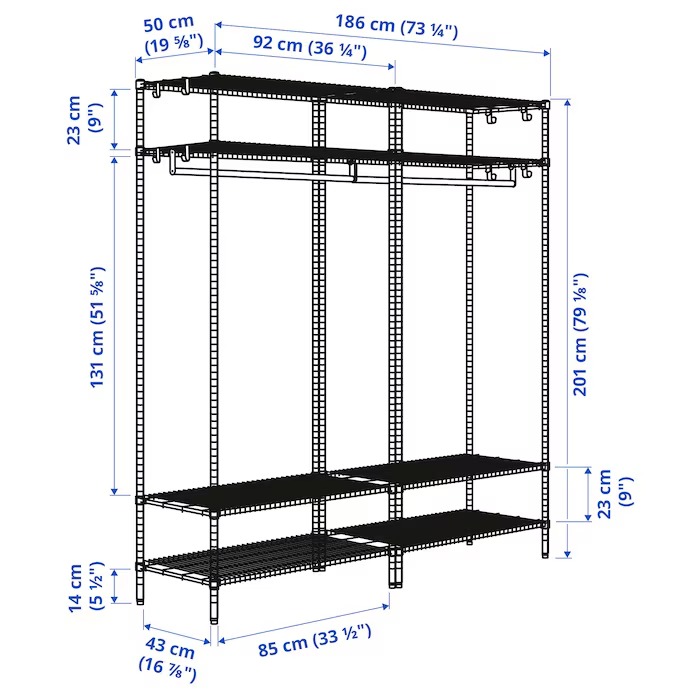 50 cm
(19 ⅝")
186 cm (73 ¼")
92 cm (36 ¼")
23 cm
(9")
131 cm (51 ⅝")
201 cm (79 ⅛")
23 cm
(9")
14 cm
(5 ½")
43 cm
(16 ⅞")
85 cm (33 ½")